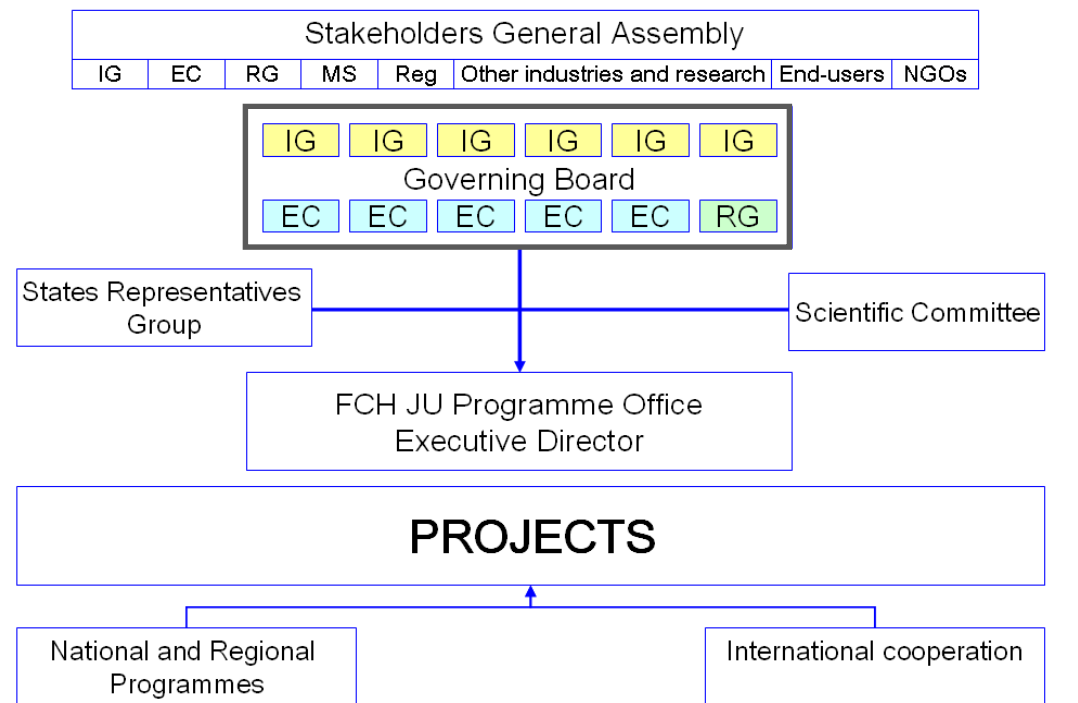 Stakeholders General Assembly
IG EC RG MS Reg Other industries and research End-users NGOs
IG IG IG IG IG IG
Governing Board
EC EC EC EC EC RG
States Representatives
Group
Scientific Committee
FCH JU Programme Office
Executive Director
PROJECTS
National and Regional
Programmes
International cooperation